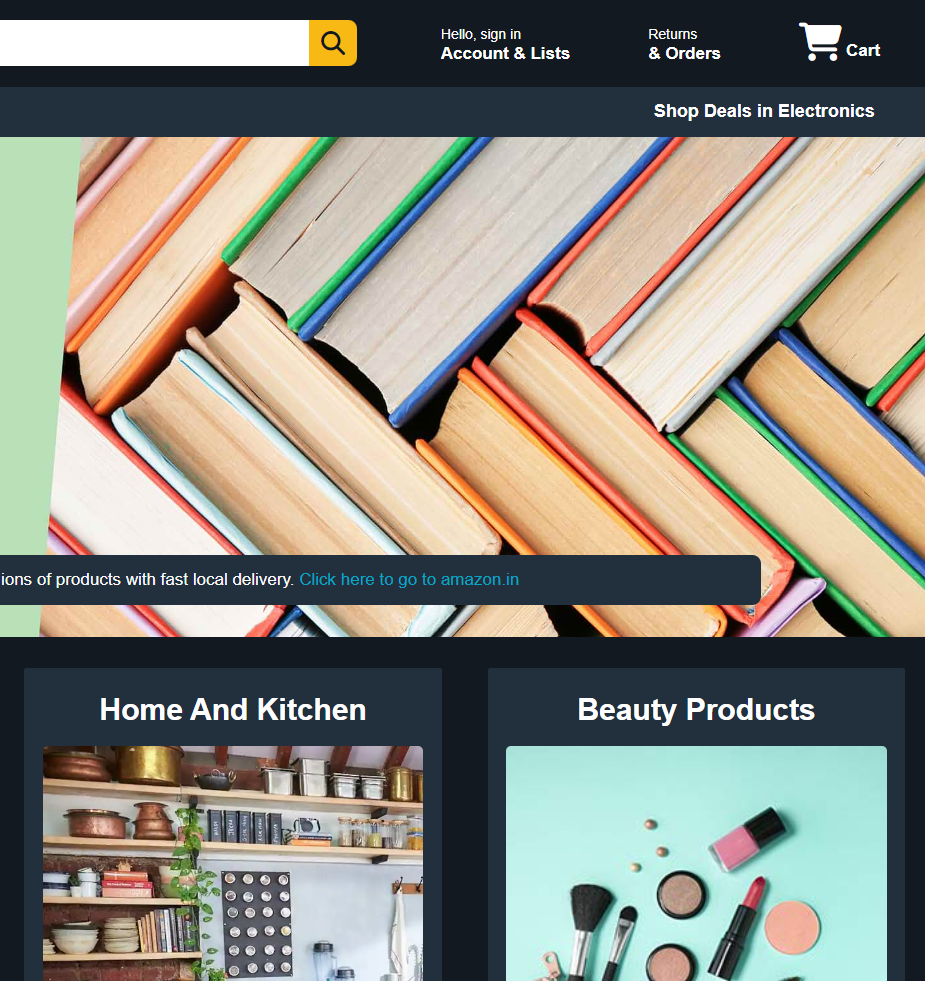 Hello, sign in
Account & Lists
Returns
& Orders
Cart
Shop Deals in Electronics
ions of products with fast local delivery. Click here to go to amazon.in
Home And Kitchen
Beauty Products